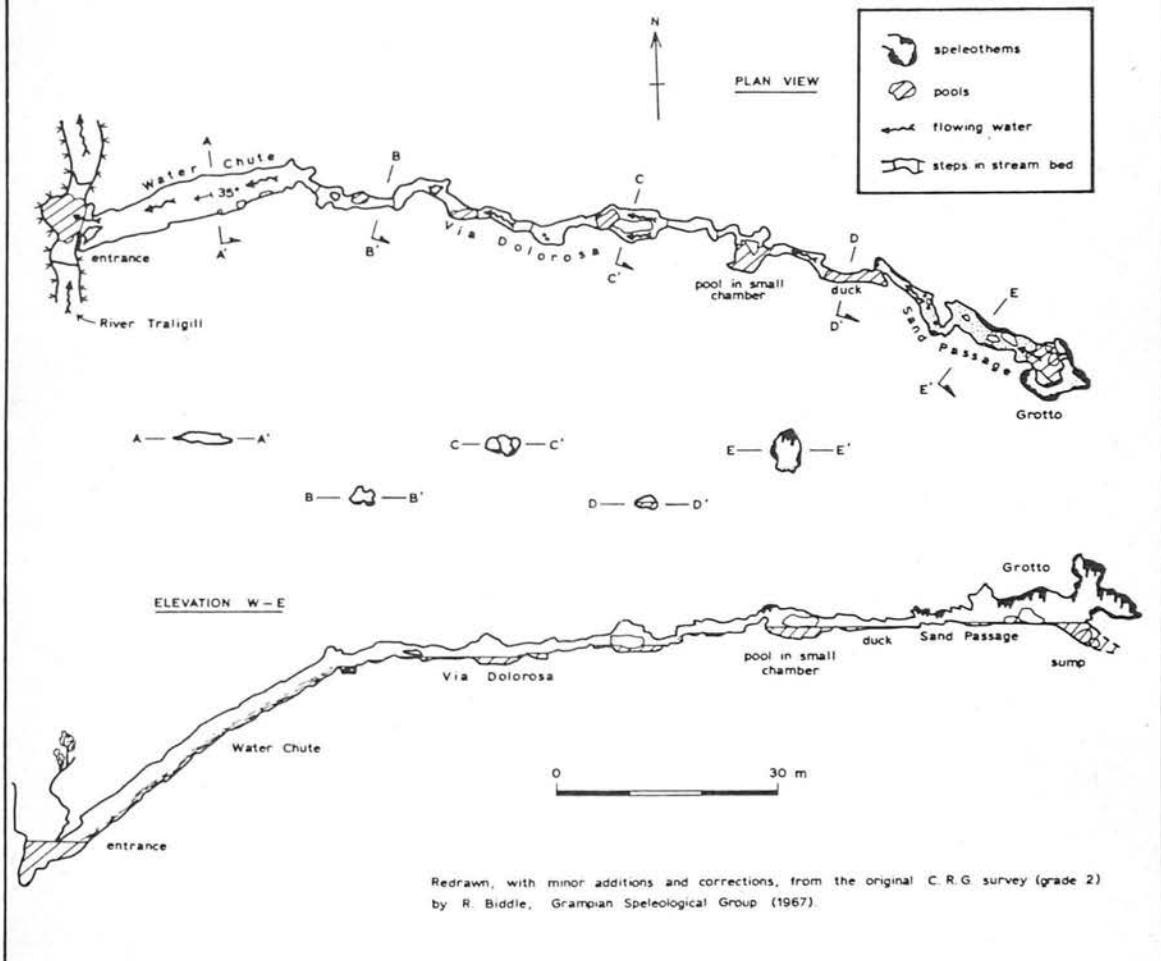 N
PLAN VIEW
speleothems
pools
flowing water
steps in stream bed
A
Water Chute
35°
B
C
Via Dolorosa
D
E
entrance
A'
B'
C'
pool in small
chamber
duck
D'
Sand Passage
E'
Grotto
River Traligill
A — A'
C — C'
E — E'
B — B'
D — D'
ELEVATION W – E
Grotto
Via Dolorosa
pool in small
chamber
duck
Sand Passage
sump
Water Chute
entrance
0 30 m
Redrawn, with minor additions and corrections, from the original C.R.G. survey (grade 2)
by R. Biddle, Grampian Speleological Group (1967).